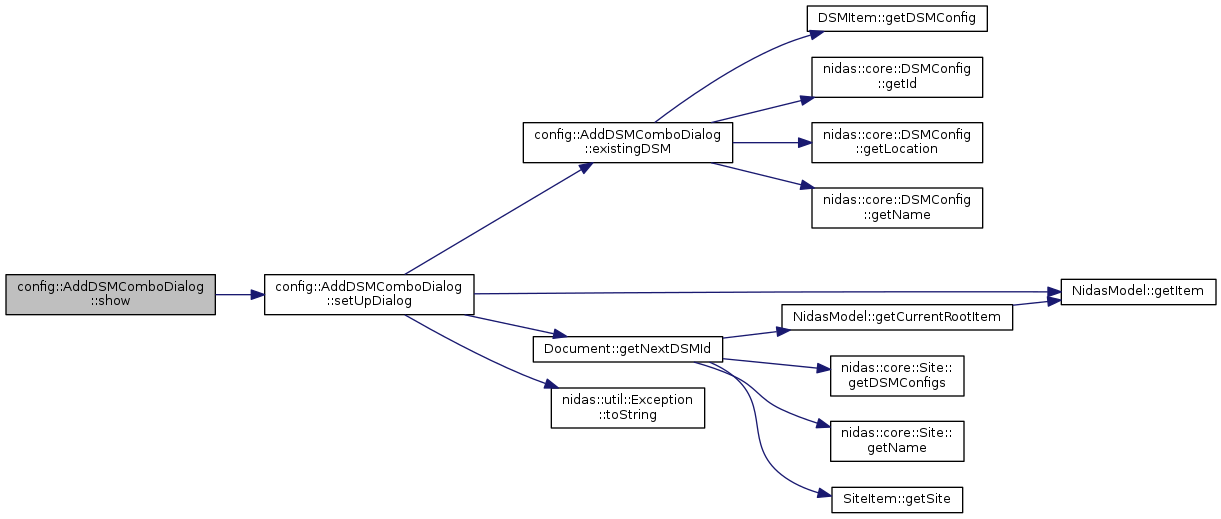 DSMItem::getDSMConfig
nidas::core::DSMConfig
::getId
config::AddDSMComboDialog
::existingDSM
nidas::core::DSMConfig
::getLocation
nidas::core::DSMConfig
::getName
config::AddDSMComboDialog
::show
config::AddDSMComboDialog
::setUpDialog
NidasModel::getItem
NidasModel::getCurrentRootItem
Document::getNextDSMId
nidas::core::Site::
getDSMConfigs
nidas::util::Exception
::toString
nidas::core::Site::
getName
SiteItem::getSite